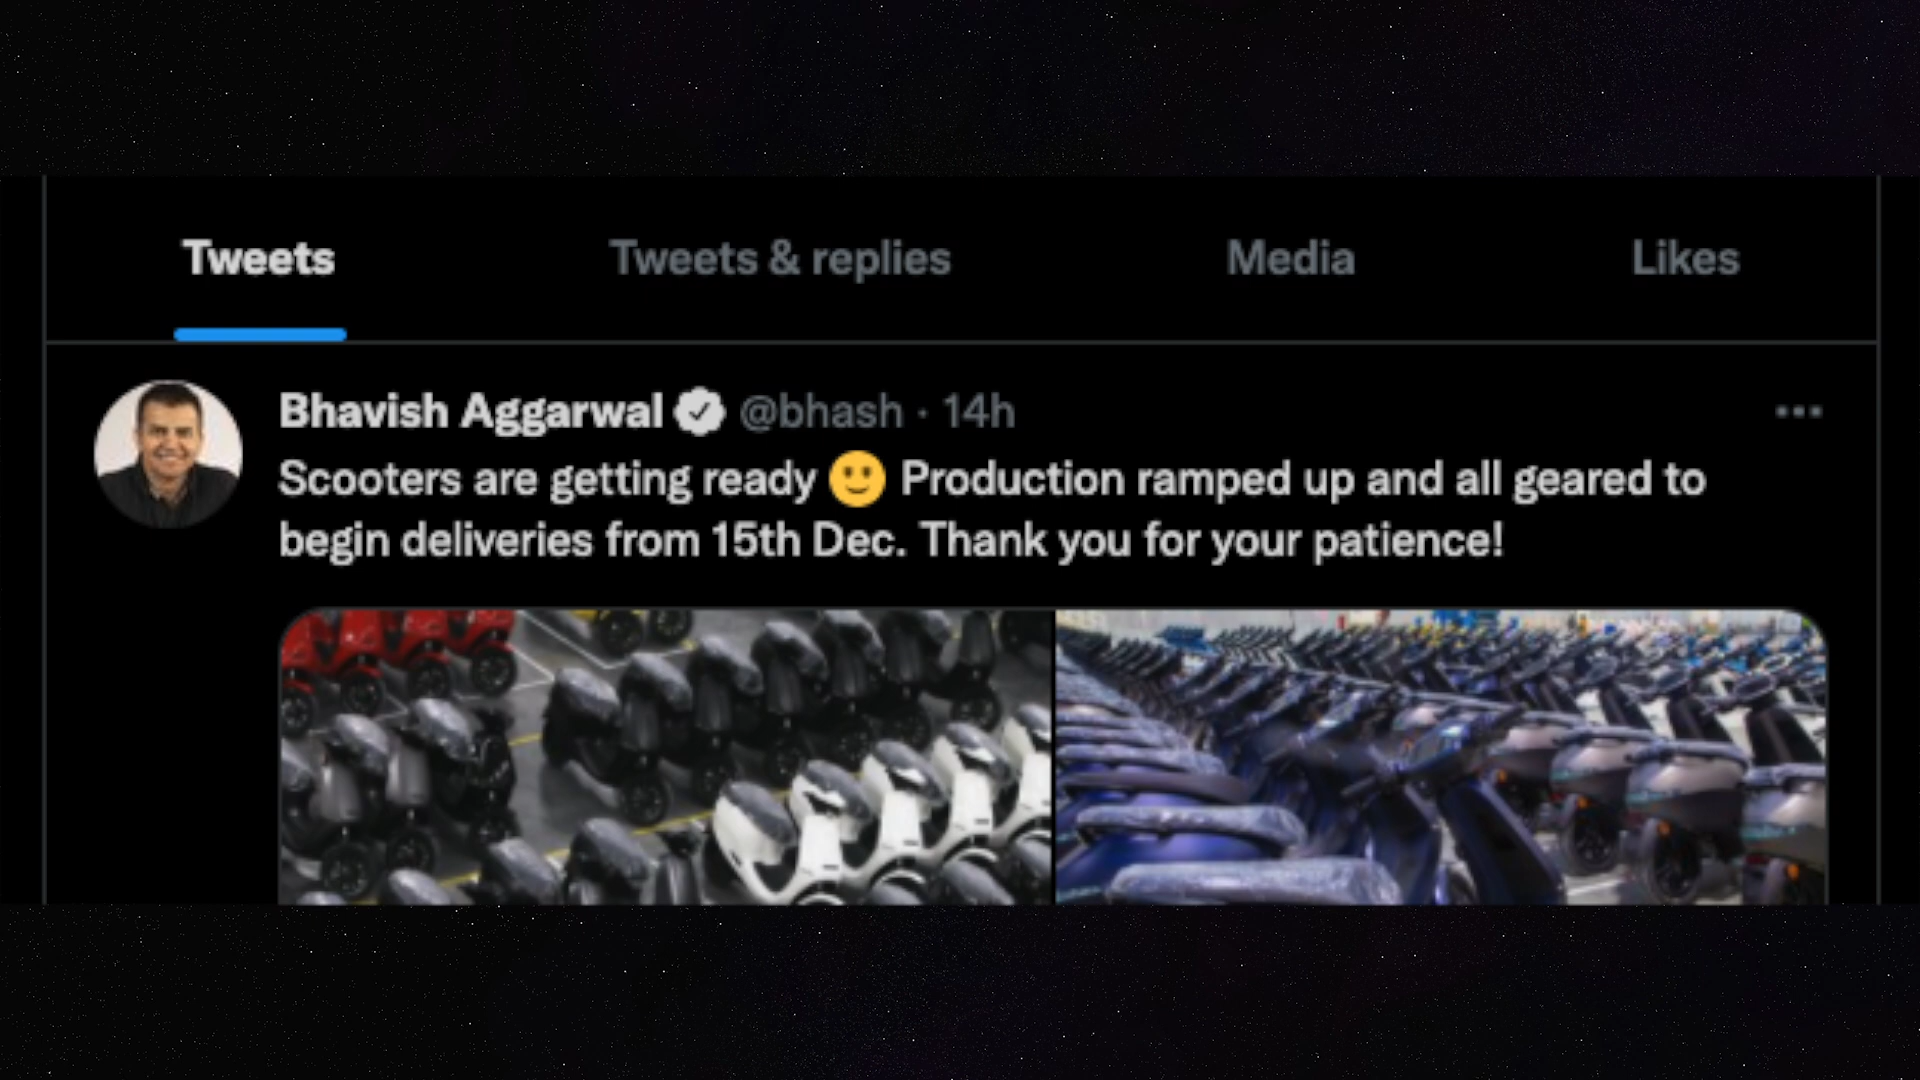 Tweets Tweets & replies Media Likes
Bhavish Aggarwal @bhash · 14h
Scooters are getting ready 🙂 Production ramped up and all geared to
begin deliveries from 15th Dec. Thank you for your patience!